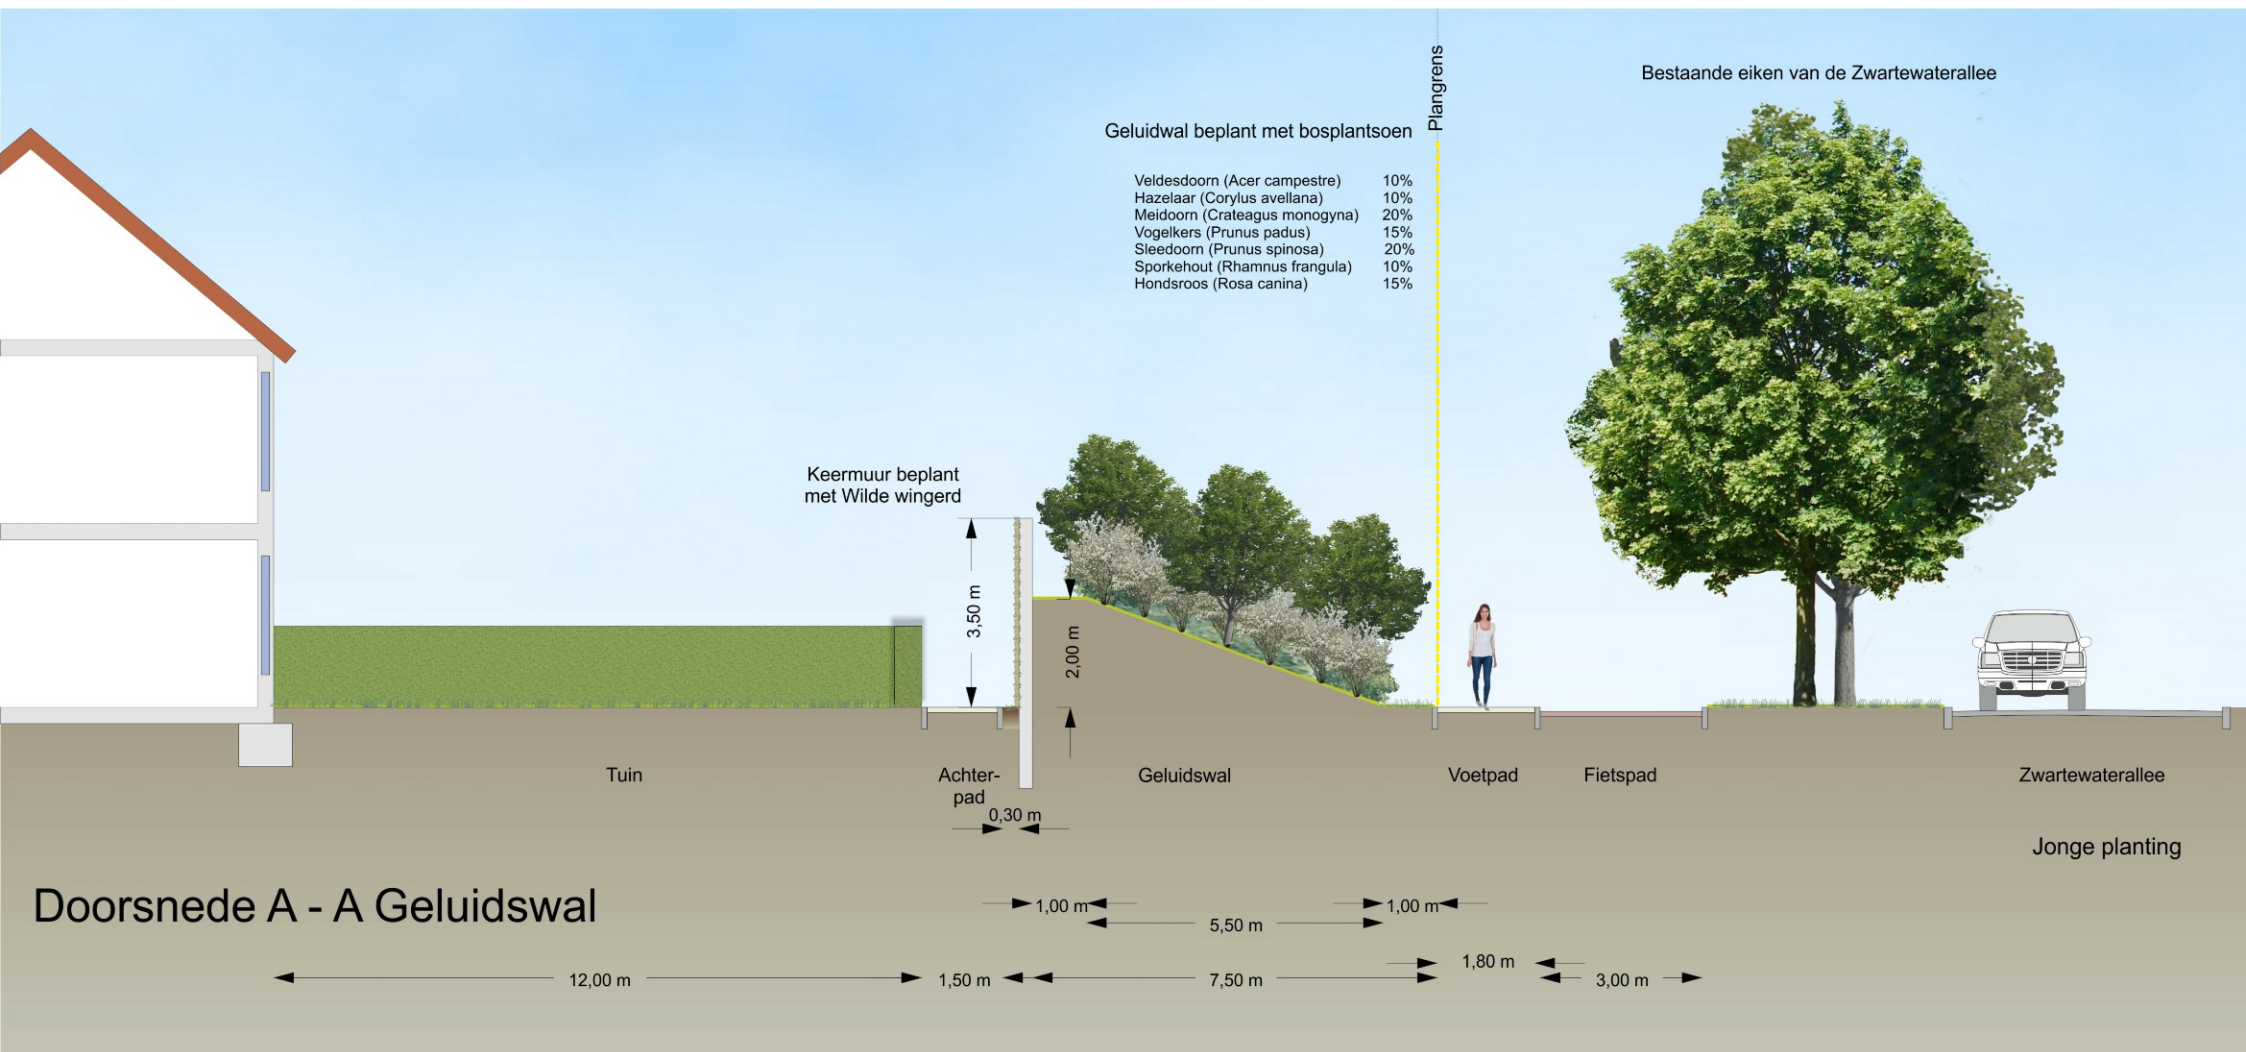 Plangrens
Bestaande eiken van de Zwartewaterallee
Geluidwal beplant met bosplantsoen
Veldesdoorn (Acer campestre) 10%
Hazelaar (Corylus avellana) 10%
Meidoorn (Crateagus monogyna) 20%
Vogelkers (Prunus padus) 15%
Sleedoorn (Prunus spinosa) 20%
Sporkehout (Rhamnus frangula) 10%
Hondsroos (Rosa canina) 15%
Keermuur beplant
met Wilde wingerd
3,50 m
2,00 m
Tuin
Achter-
pad
Geluidswal
Voetpad
Fietspad
Zwartewaterallee
0,30 m
Jonge planting
Doorsnede A - A Geluidswal
1,00 m
1,00 m
5,50 m
1,80 m
12,00 m
1,50 m
7,50 m
3,00 m